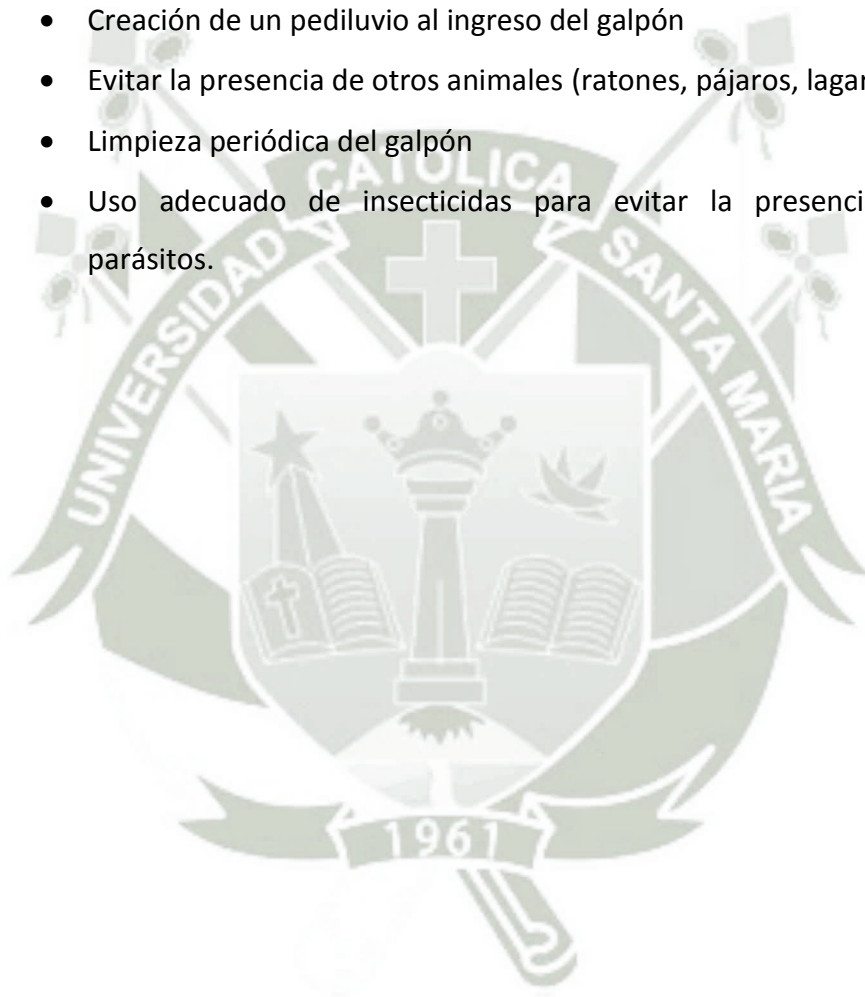 • Creación de un pediluvio al ingreso del galpón
• Evitar la presencia de otros animales (ratones, pájaros,
• Limpieza periódica del galpón
• Uso adecuado de insecticidas para evitar la
parásitos.
UNIVERSIDAD CATÓLICA SANTA MARIA
1961